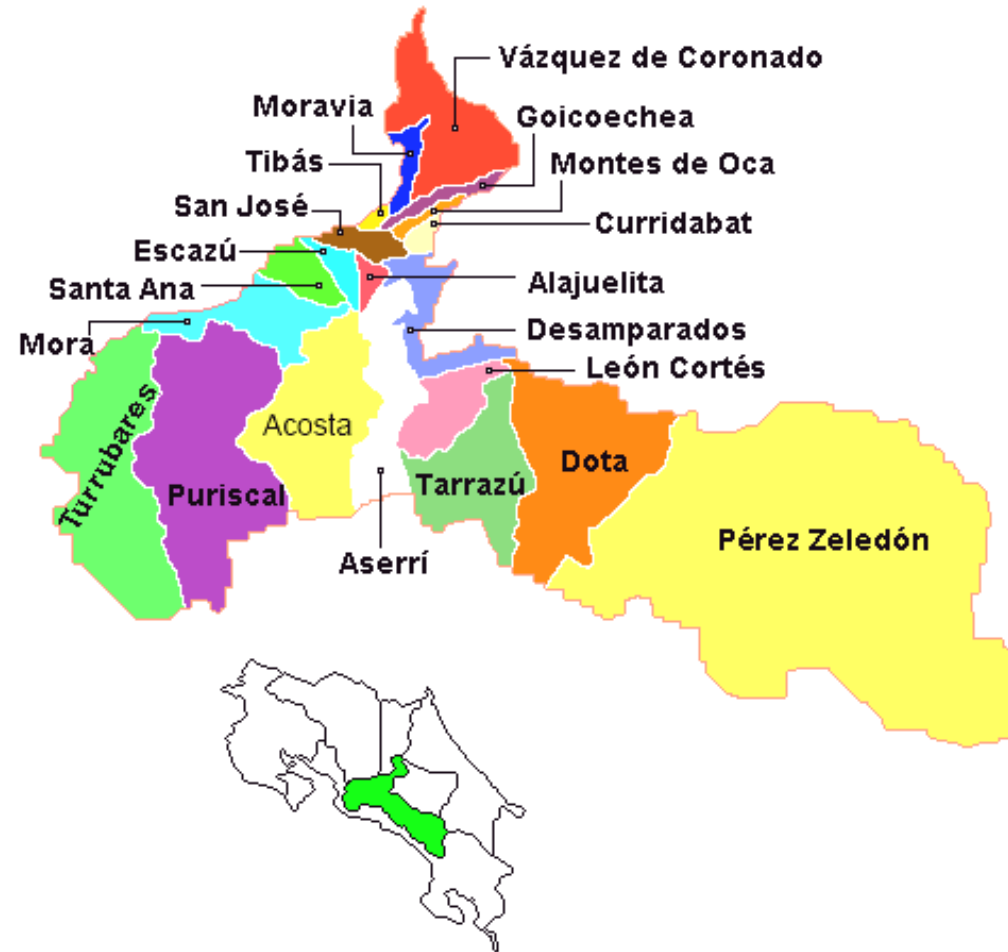 Vázquez de Coronado
Moravia
Goicoechea
Tibás
Montes de Oca
San José
Curridabat
Escazú
Santa Ana
Alajuelita
Mora
Desamparados
León Cortés
Turrubares
Acosta
Puriscal
Tarrazú
Dota
Aserrí
Pérez Zeledón